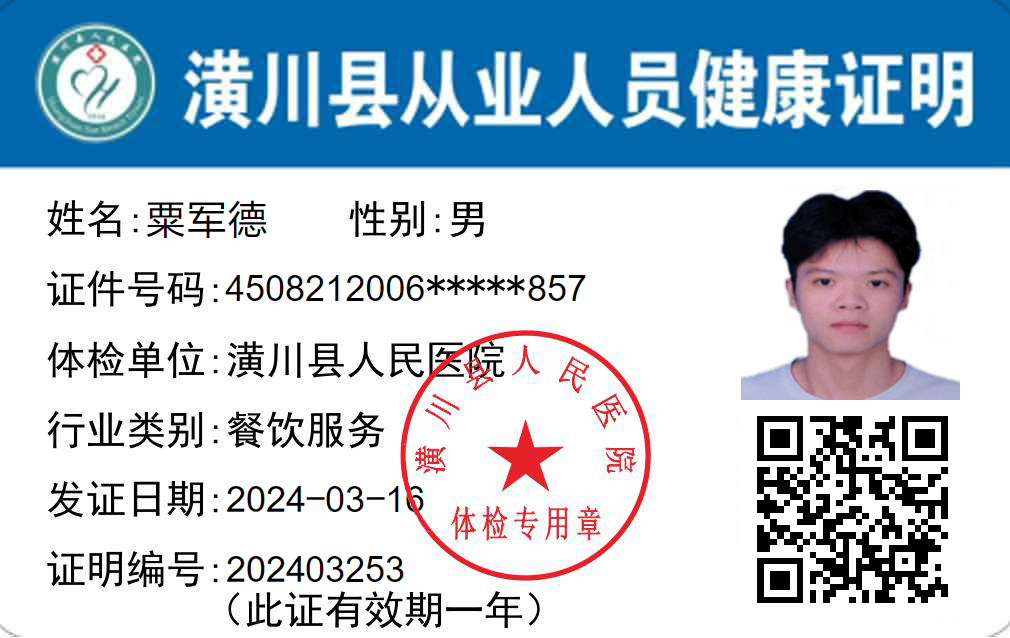 潢川县从业人员健康证明
姓名:粟军德 性别:男
证件号码:4508212006*****857
体检单位:潢川县人民医院
行业类别:餐饮服务
发证日期:2024-03-16
证明编号:202403253
（此证有效期一年）
潢川县人民医院
体检专用章